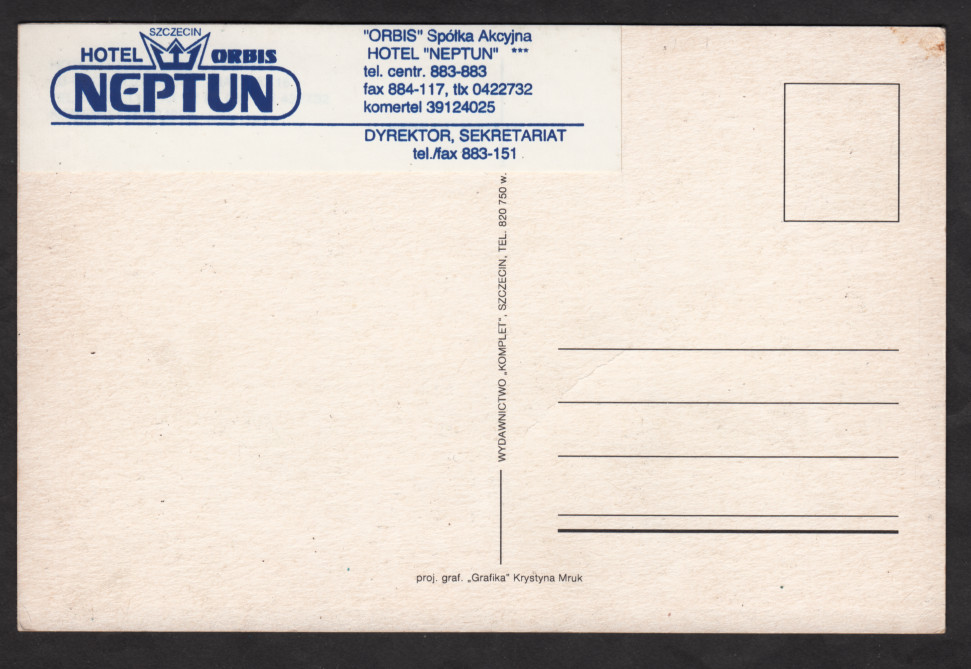 SZCZECIN
HOTEL ORBIS
NEPTUN
"ORBIS" Spółka Akcyjna
HOTEL "NEPTUN" ***
tel. centr. 883-883
fax 884-117, tlx 0422732
komertel 39124025
DYREKTOR, SEKRETARIAT
tel./fax 883-151
WYDAWNICTWO „KOMPLET", SZCZECIN, TEL. 820 750 w.
proj. graf. „Grafika" Krystyna Mruk